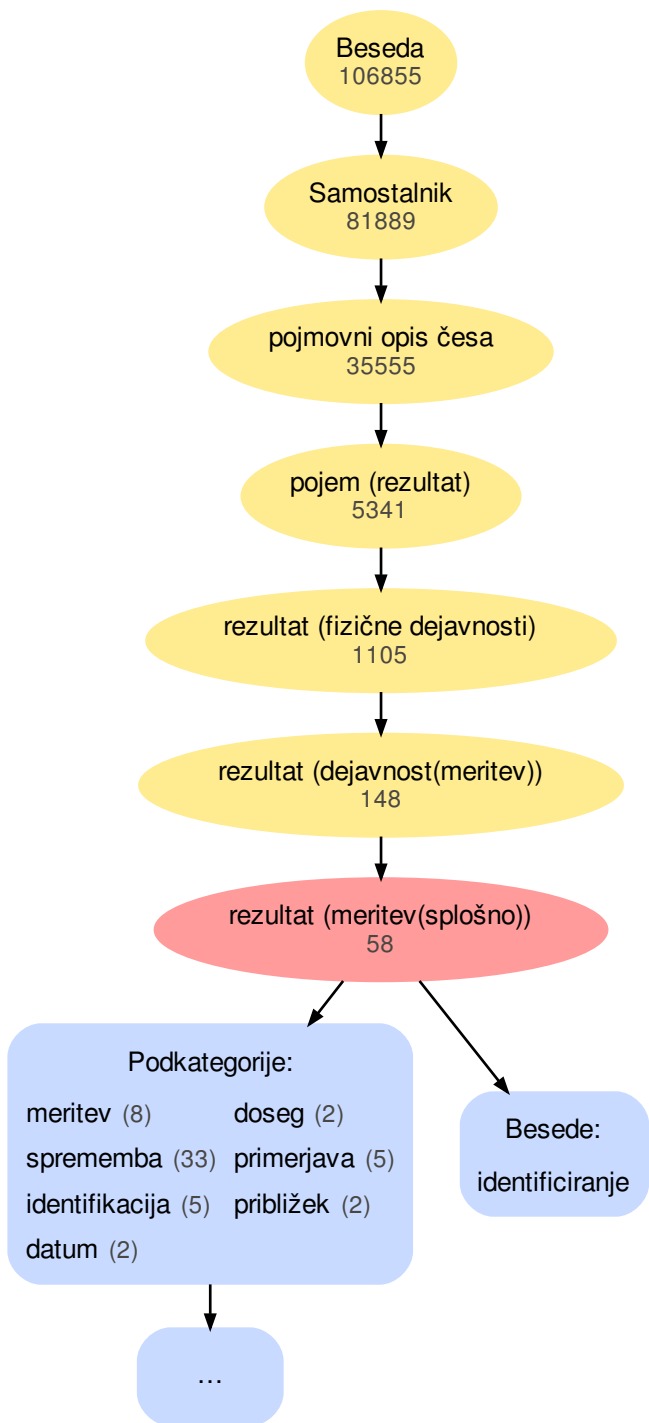 Beseda
106855
Samostalnik
81889
pojmovni opis česa
35555
pojem (rezultat)
5341
rezultat (fizične dejavnosti)
1105
rezultat (dejavnost(meritev))
148
rezultat (meritev(splošno))
58
Podkategorije:
meritev (8) doseg (2)
sprememba (33) primerjava (5)
identifikacija (5) približek (2)
datum (2)
Besede:
identificiranje
…